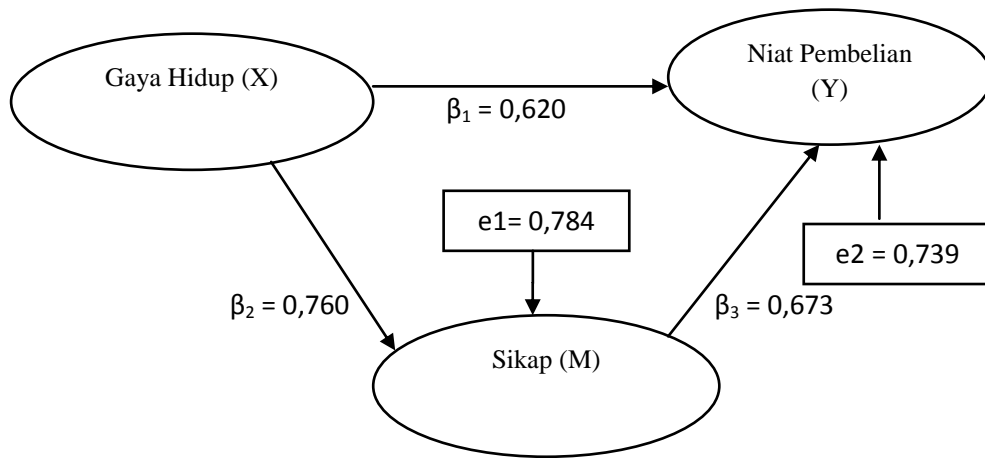 Gaya Hidup (X)
Niat Pembelian
(Y)
β₁ = 0,620
e1= 0,784
e2 = 0,739
β₂ = 0,760
β₃ = 0,673
Sikap (M)